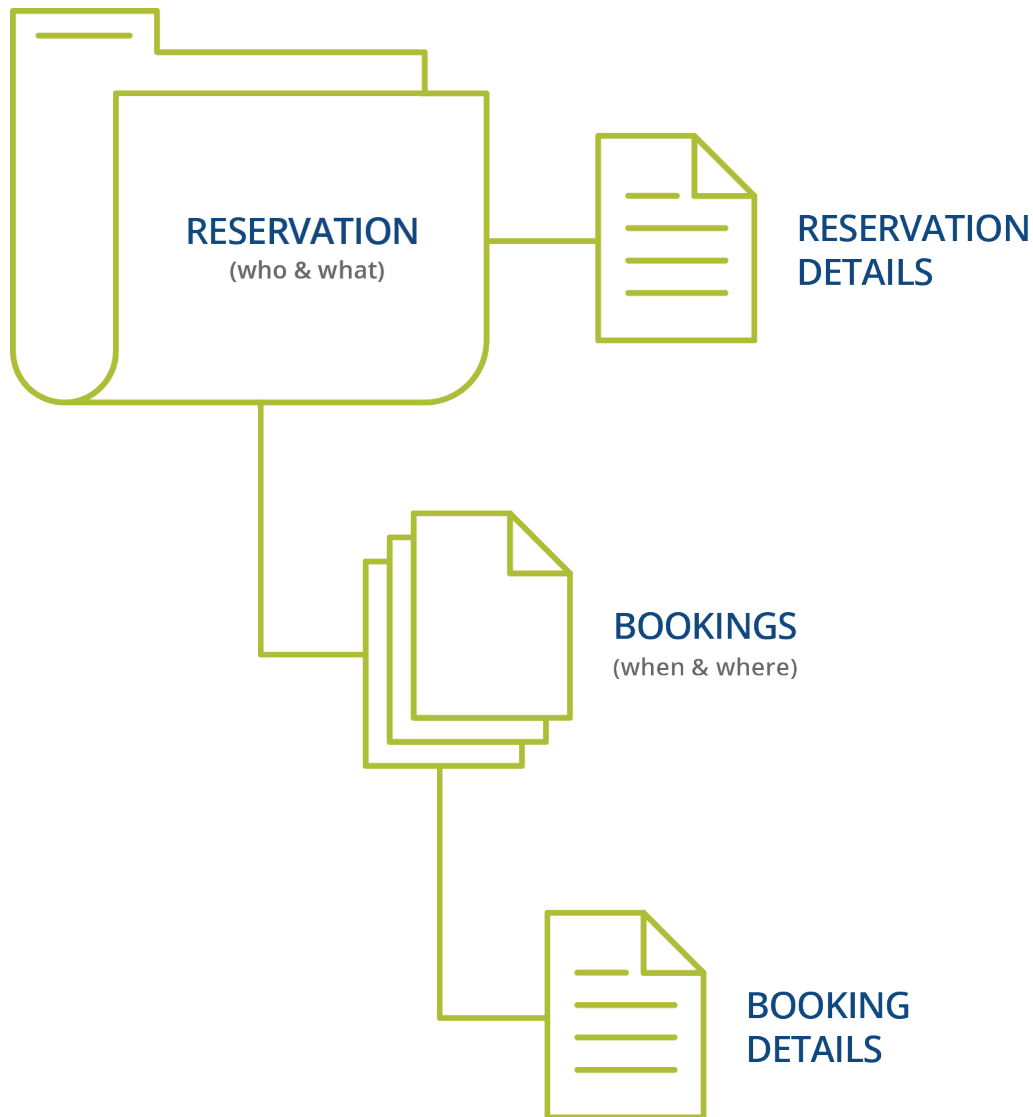 RESERVATION
(who & what)
RESERVATION
DETAILS
BOOKINGS
(when & where)
BOOKING
DETAILS